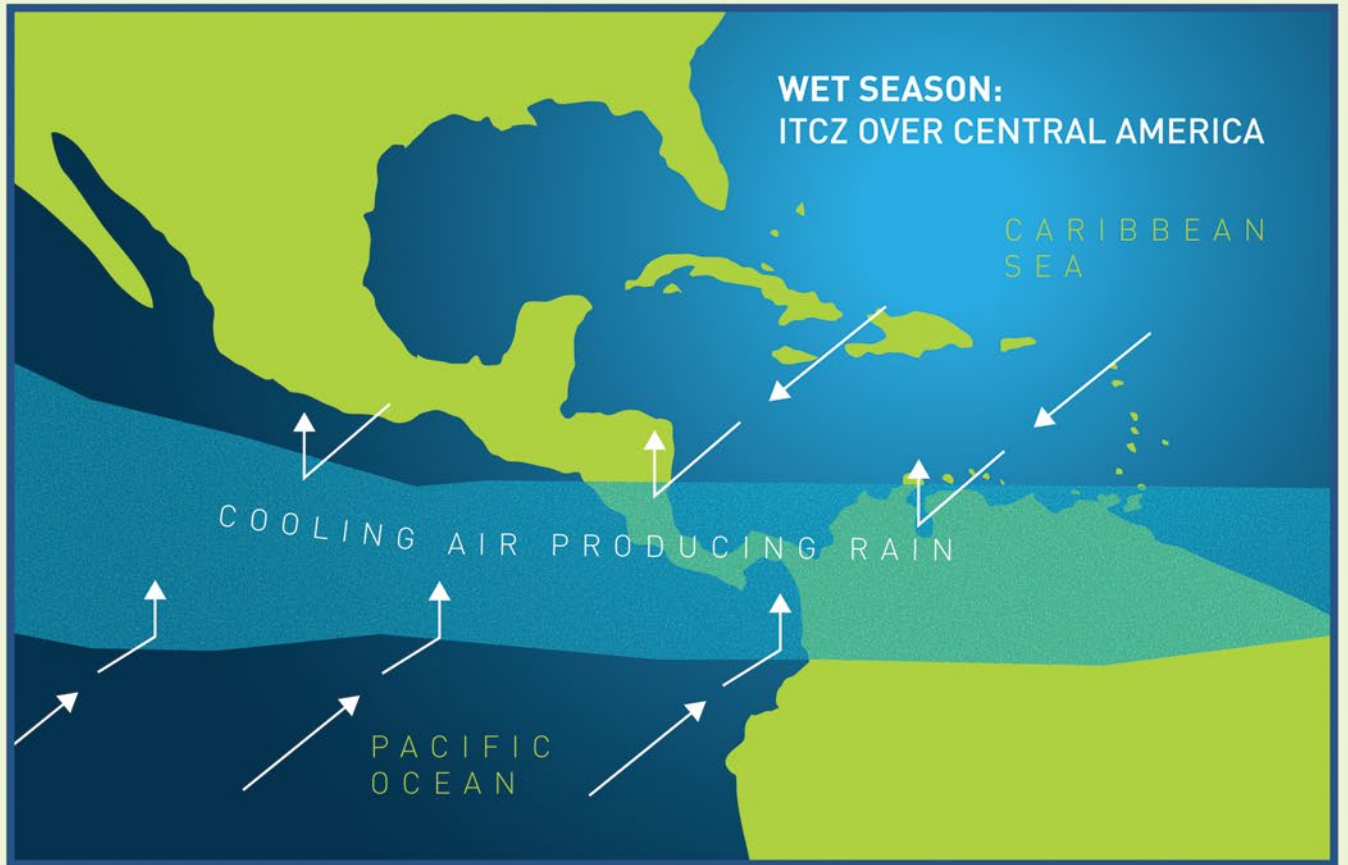 WET SEASON:
ITCZ OVER CENTRAL AMERICA
CARIBBEAN
SEA
COOLING AIR PRODUCING RAIN
PACIFIC
OCEAN